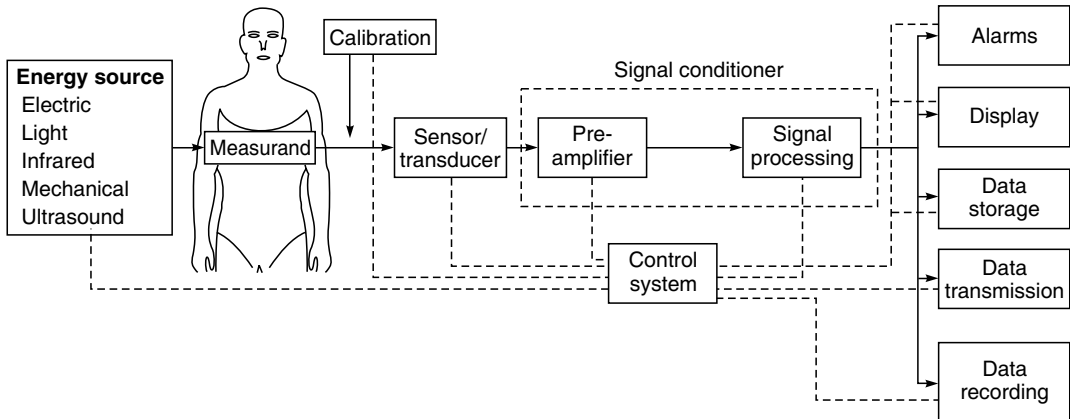 Energy source
Electric
Light
Infrared
Mechanical
Ultrasound
Measurand
Calibration
Sensor/
transducer
Signal conditioner
Pre-
amplifier
Signal
processing
Control
system
Alarms
Display
Data
storage
Data
transmission
Data
recording